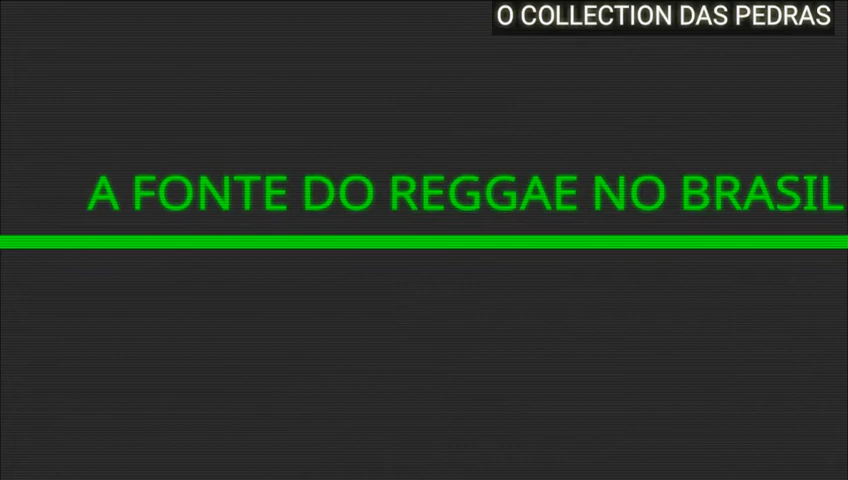 O COLLECTION DAS PEDRAS
A FONTE DO REGGAE NO BRASIL